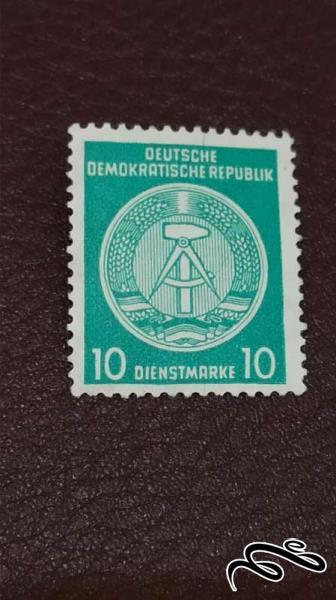 DEUTSCHE
DEMOKRATISCHE REPUBLIK
10 DIENSTMARKE 10